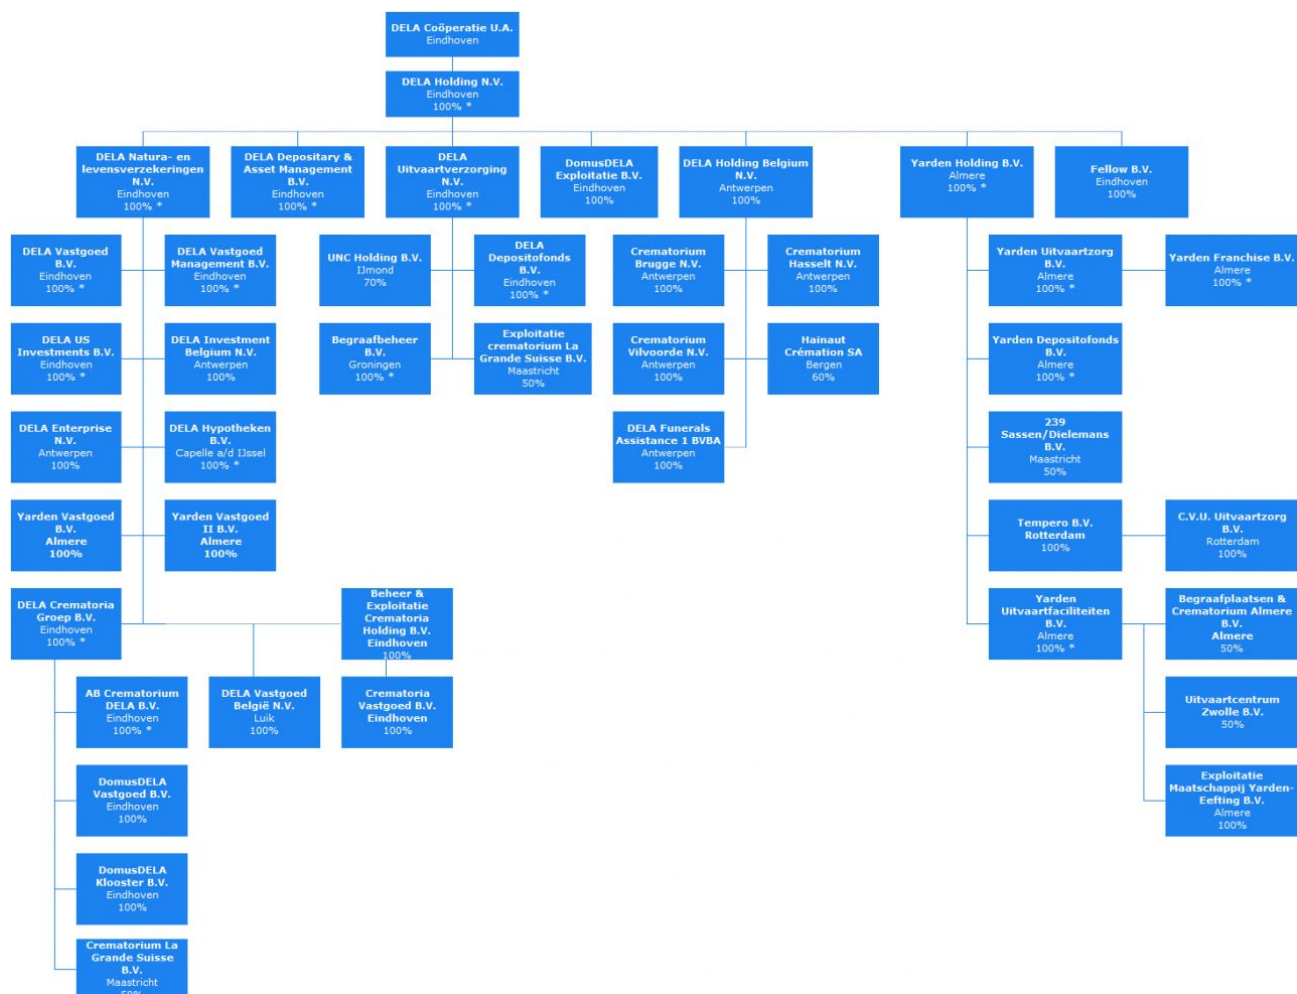 DELA Coöperatie U.A.
Eindhoven
DELA Holding N.V.
Eindhoven
100% *
DELA Natura- en
levensverzekeringen
N.V.
Eindhoven
100% *
DELA Depositary &
Asset Management
B.V.
Eindhoven
100% *
DELA
Uitvaartverzorging
N.V.
Eindhoven
100% *
DomusDELA
Exploitatie B.V.
Eindhoven
100%
DELA Holding Belgium
N.V.
Antwerpen
100%
Yarden Holding B.V.
Almere
100% *
Fellow B.V.
Eindhoven
100%
DELA Vastgoed
B.V.
Eindhoven
100% *
DELA Vastgoed
Management B.V.
Eindhoven
100% *
UNC Holding B.V.
IJmond
70%
DELA
Depositofonds
B.V.
Eindhoven
100% *
Crematorium
Brugge N.V.
Antwerpen
100%
Crematorium
Hasselt N.V.
Antwerpen
100%
Yarden Uitvaartzorg
B.V.
Almere
100% *
Yarden Franchise B.V.
Almere
100% *
DELA US
Investments B.V.
Eindhoven
100% *
DELA Investment
Belgium N.V.
Antwerpen
100%
Begraafbeheer
B.V.
Groningen
100% *
Exploitatie
crematorium La
Grande Suisse B.V.
Maastricht
50%
Crematorium
Vilvoorde N.V.
Antwerpen
100%
Hainaut
Crémation SA
Bergen
60%
Yarden Depositofonds
B.V.
Almere
100% *
DELA Enterprise
N.V.
Antwerpen
100%
DELA Hypotheken
B.V.
Capelle a/d IJssel
100% *
DELA Funerals
Assistance 1 BVBA
Antwerpen
100%
239
Sassen/Dielemans
B.V.
Maastricht
50%
Yarden Vastgoed
B.V.
Almere
100%
Yarden Vastgoed
II B.V.
Almere
100%
Tempero B.V.
Rotterdam
100%
C.V.U. Uitvaartzorg
B.V.
Rotterdam
100%
DELA Crematoria
Groep B.V.
Eindhoven
100% *
Beheer &
Exploitatie
Crematoria
Holding B.V.
Eindhoven
100%
Yarden
Uitvaartfaciliteiten
B.V.
Almere
100% *
Begraafplaatsen &
Crematorium Almere
B.V.
Almere
50%
AB Crematorium
DELA B.V.
Eindhoven
100% *
DELA Vastgoed
België N.V.
Luik
100%
Crematoria
Vastgoed B.V.
Eindhoven
100%
Uitvaartcentrum
Zwolle B.V.
50%
DomusDELA
Vastgoed B.V.
Eindhoven
100%
Exploitatie
Maatschappij Yarden-
Eefting B.V.
Almere
100%
DomusDELA
Klooster B.V.
Eindhoven
100%
Crematorium La
Grande Suisse
B.V.
Maastricht
50%